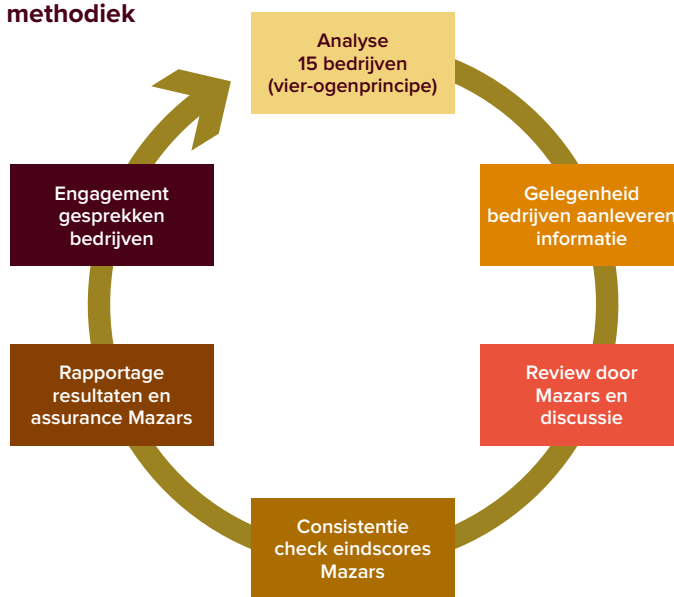 methodiek
Analyse
15 bedrijven
(vier-ogenprincipe)
Gelegenheid
bedrijven aanleveren
informatie
Review door
Mazars en
discussie
Consistentie
check eindscores
Mazars
Rapportage
resultaten en
assurance Mazars
Engagement
gesprekken
bedrijven